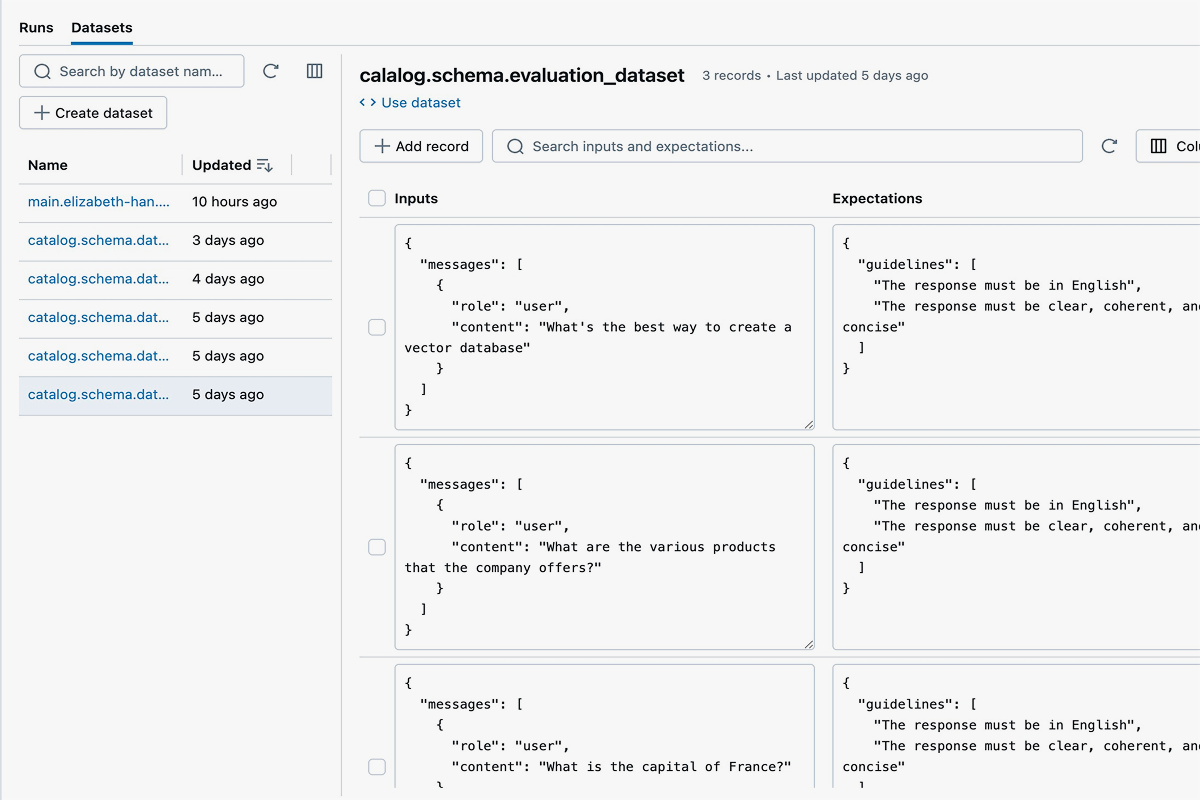 Runs Datasets
Search by dataset nam...
Create dataset
Name Updated
main.elizabeth-han.... 10 hours ago
catalog.schema.dat... 3 days ago
catalog.schema.dat... 4 days ago
catalog.schema.dat... 5 days ago
catalog.schema.dat... 5 days ago
catalog.schema.dat... 5 days ago
calalog.schema.evaluation_dataset 3 records • Last updated 5 days ago
<> Use dataset
Add record Search inputs and expectations...
Inputs Expectations
{
"messages": [
{
"role": "user",
"content": "What's the best way to create a
vector database"
}
]
}
{
"guidelines": [
"The response must be in English",
"The response must be clear, coherent, and
concise"
]
}
{
"messages": [
{
"role": "user",
"content": "What are the various products
that the company offers?"
}
]
}
{
"guidelines": [
"The response must be in English",
"The response must be clear, coherent, and
concise"
]
}
{
"messages": [
{
"role": "user",
"content": "What is the capital of France?"
}
{
"guidelines": [
"The response must be in English",
"The response must be clear, coherent, and
concise"
]